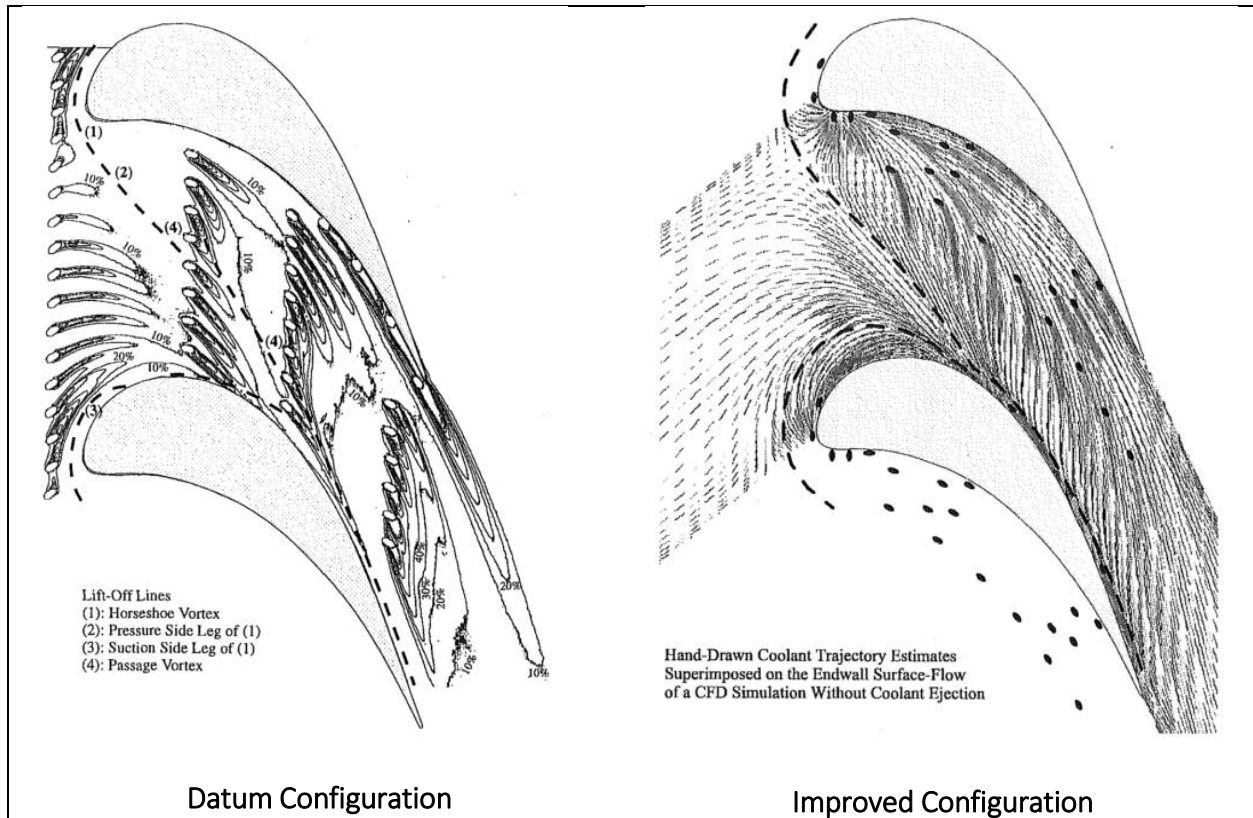 (1)
(2)
10%
10%
(4)
10%
10%
10%
20%
10%
(3)
(4)
10%
40%
30%
20%
10%
20%
10%
Lift-Off Lines
(1): Horseshoe Vortex
(2): Pressure Side Leg of (1)
(3): Suction Side Leg of (1)
(4): Passage Vortex
Datum Configuration
Hand-Drawn Coolant Trajectory Estimates
Superimposed on the Endwall Surface-Flow
of a CFD Simulation Without Coolant Ejection
Improved Configuration